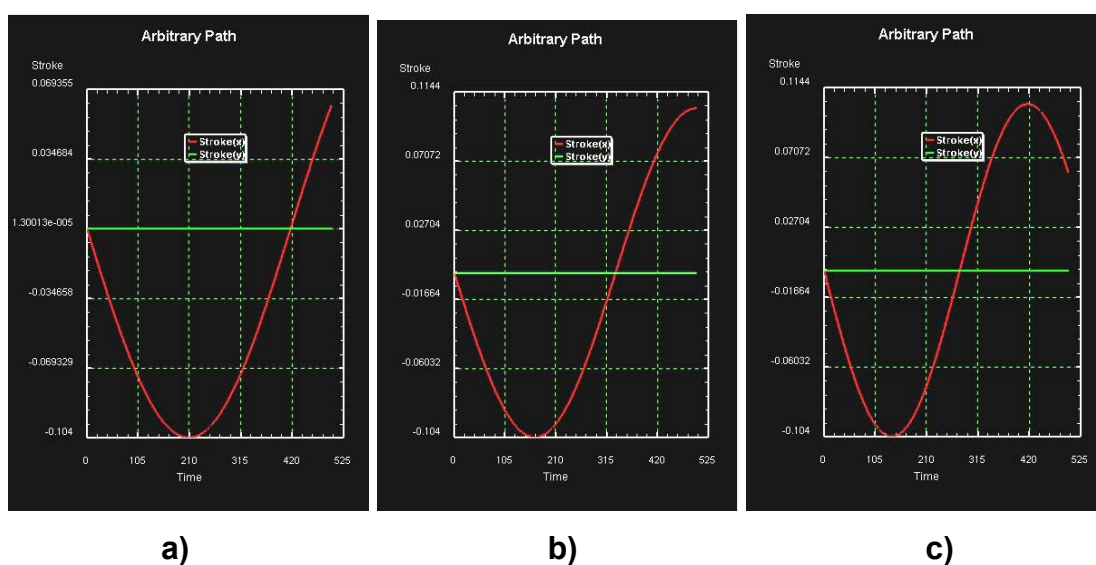 Arbitrary Path
Stroke
0.069355
0.034684
1.30013e-005
-0.034658
-0.069329
-0.104
Stroke(x)
Stroke(y)
0 105 210 315 420 525
Time
a)
Arbitrary Path
Stroke
0.1144
0.07072
0.02704
-0.01664
-0.06032
-0.104
Stroke(x)
Stroke(y)
0 105 210 315 420 525
Time
b)
Arbitrary Path
Stroke
0.1144
0.07072
0.02704
-0.01664
-0.06032
-0.104
Stroke(x)
Stroke(y)
0 105 210 315 420 525
Time
c)